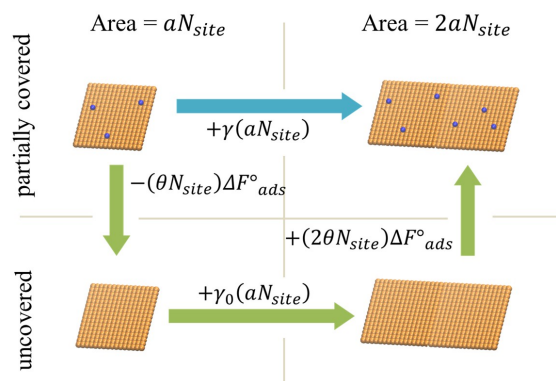 Area = aN_site
Area = 2aN_site
partially covered
+γ(aN_site)
−(θN_site)ΔF°_ads
+(2θN_site)ΔF°_ads
+γ_0(aN_site)
uncovered